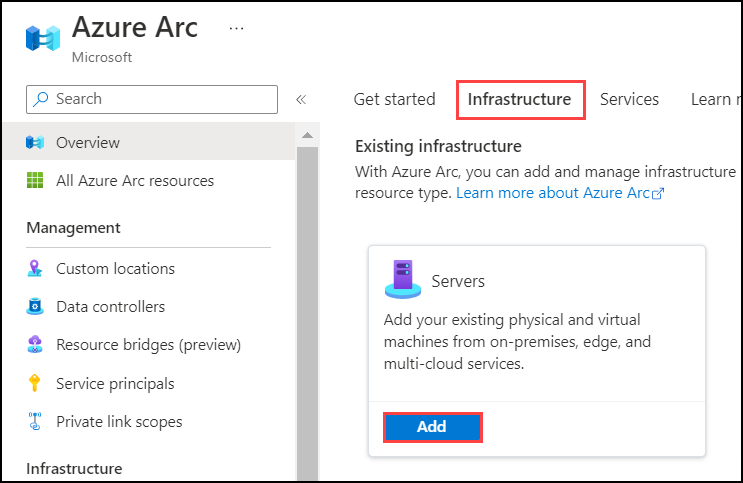 Azure Arc ...
Microsoft
Search
«
Overview
All Azure Arc resources
Management
Custom locations
Data controllers
Resource bridges (preview)
Service principals
Private link scopes
Infrastructure
Get started Infrastructure Services Learn
Existing infrastructure
With Azure Arc, you can add and manage infrastructure
resource type. Learn more about Azure Arc
Servers
Add your existing physical and virtual
machines from on-premises, edge, and
multi-cloud services.
Add